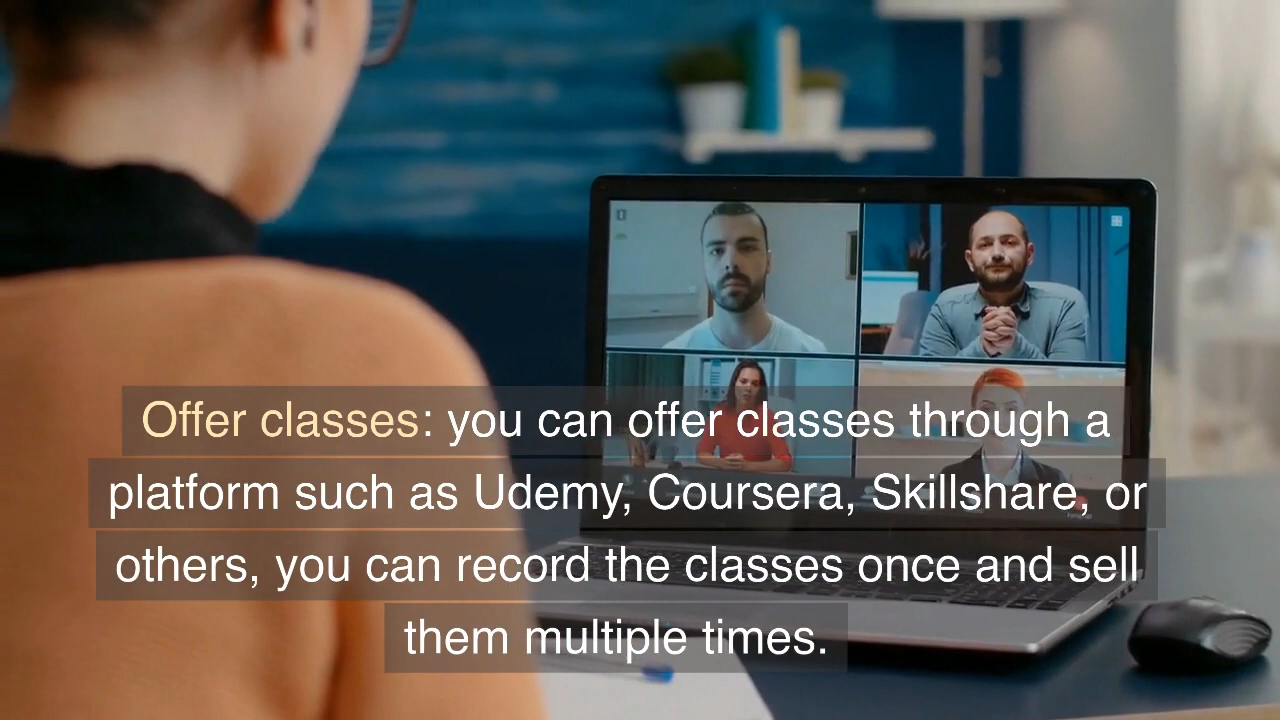 Offer classes: you can offer classes through a
platform such as Udemy, Coursera, Skillshare, or
others, you can record the classes once and sell
them multiple times.